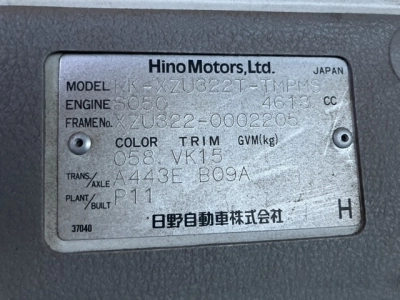 Hino Motors, Ltd. JAPAN
MODEL KK-XZU322T-TMPMS
ENGINE S05C 4613 CC
FRAME No. XZU322-0002205
COLOR TRIM GVM(kg)
058 VK15
TRANS./AXLE A443E B09A
PLANT/BUILT P11
日野自動車株式会社 H
37040